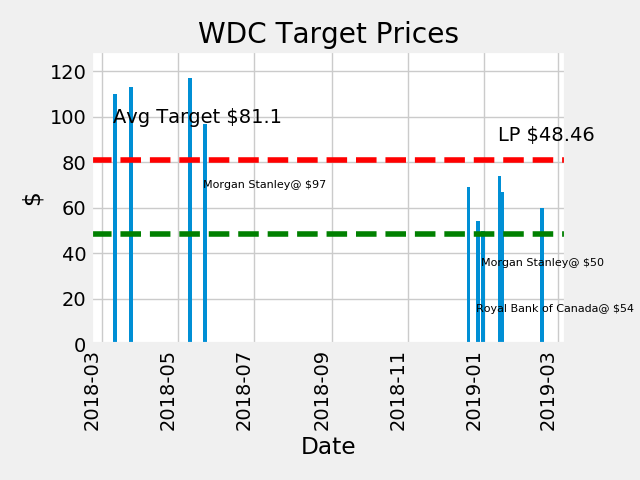 WDC Target Prices
120
100
80
60
40
20
0
$
Avg Target $81.1
LP $48.46
Morgan Stanley@ $97
Morgan Stanley@ $50
Royal Bank of Canada@ $54
2018-03
2018-05
2018-07
2018-09
2018-11
2019-01
2019-03
Date